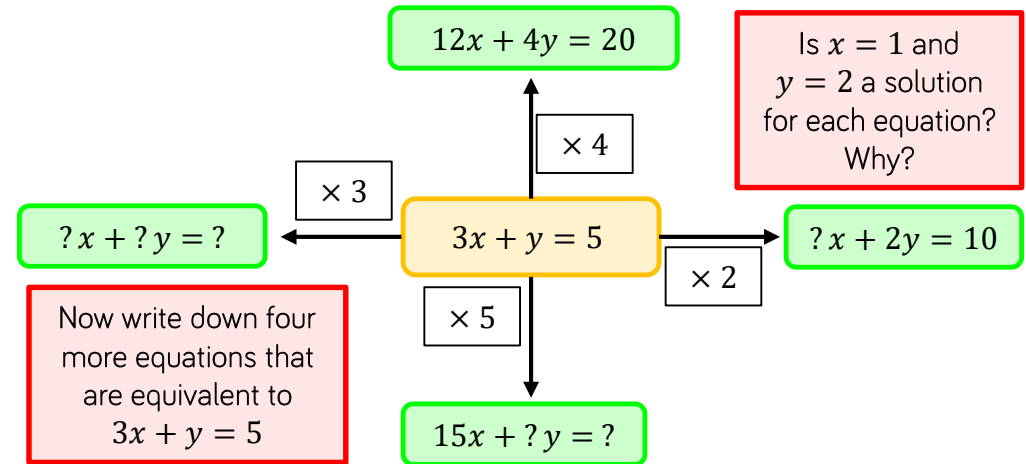 12x + 4y = 20
Is x = 1 and
y = 2 a solution
for each equation?
Why?
× 4
× 3
? x + ? y = ?
3x + y = 5
? x + 2y = 10
× 2
× 5
Now write down four
more equations that
are equivalent to
3x + y = 5
15x + ? y = ?